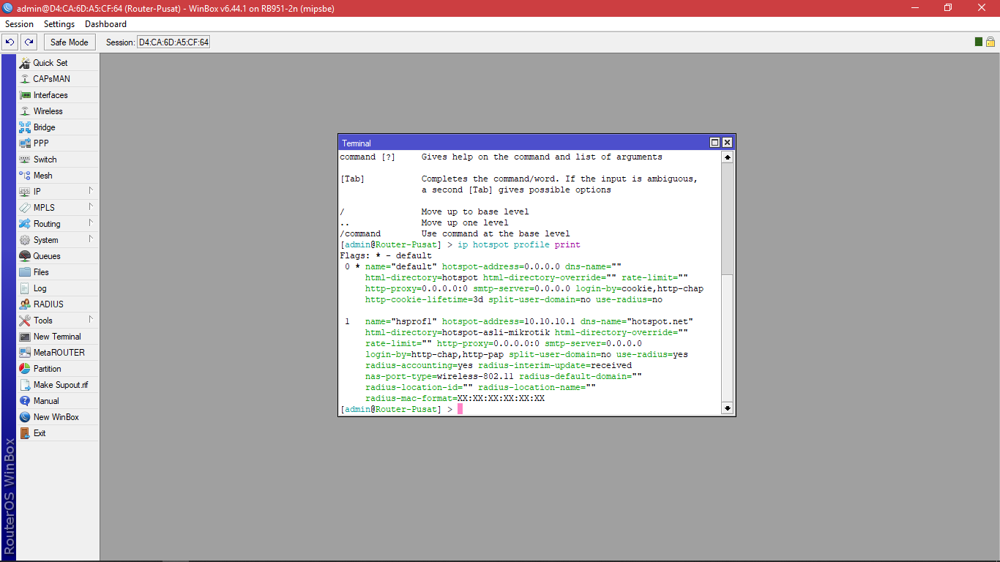 admin@D4:CA:6D:A5:CF:64 (Router-Pusat) - WinBox v6.44.1 on RB951-2n (mipsbe)
Session Settings Dashboard
Safe Mode Session: D4:CA:6D:A5:CF:64
Quick Set
CAPsMAN
Interfaces
Wireless
Bridge
PPP
Switch
Mesh
IP
MPLS
Routing
System
Queues
Files
Log
RADIUS
Tools
New Terminal
MetaROUTER
Partition
Make Supout.rif
Manual
New WinBox
Exit
RouterOS WinBox
Terminal
command [?] Gives help on the command and list of arguments
[Tab] Completes the command/word. If the input is ambiguous,
a second [Tab] gives possible options
/ Move up to base level
.. Move up one level
/command Use command at the base level
[admin@Router-Pusat] > ip hotspot profile print
Flags: * - default
0 * name="default" hotspot-address=0.0.0.0 dns-name=""
html-directory=hotspot html-directory-override="" rate-limit=""
http-proxy=0.0.0.0:0 smtp-server=0.0.0.0 login-by=cookie,http-chap
http-cookie-lifetime=3d split-user-domain=no use-radius=no
1 name="hsprof1" hotspot-address=10.10.10.1 dns-name="hotspot.net"
html-directory=hotspot-asli-mikrotik html-directory-override=""
rate-limit="" http-proxy=0.0.0.0:0 smtp-server=0.0.0.0
login-by=http-chap,http-pap split-user-domain=no use-radius=yes
radius-accounting=yes radius-interim-update=received
nas-port-type=wireless-802.11 radius-default-domain=""
radius-location-id="" radius-location-name=""
radius-mac-format=XX:XX:XX:XX:XX:XX
[admin@Router-Pusat] >